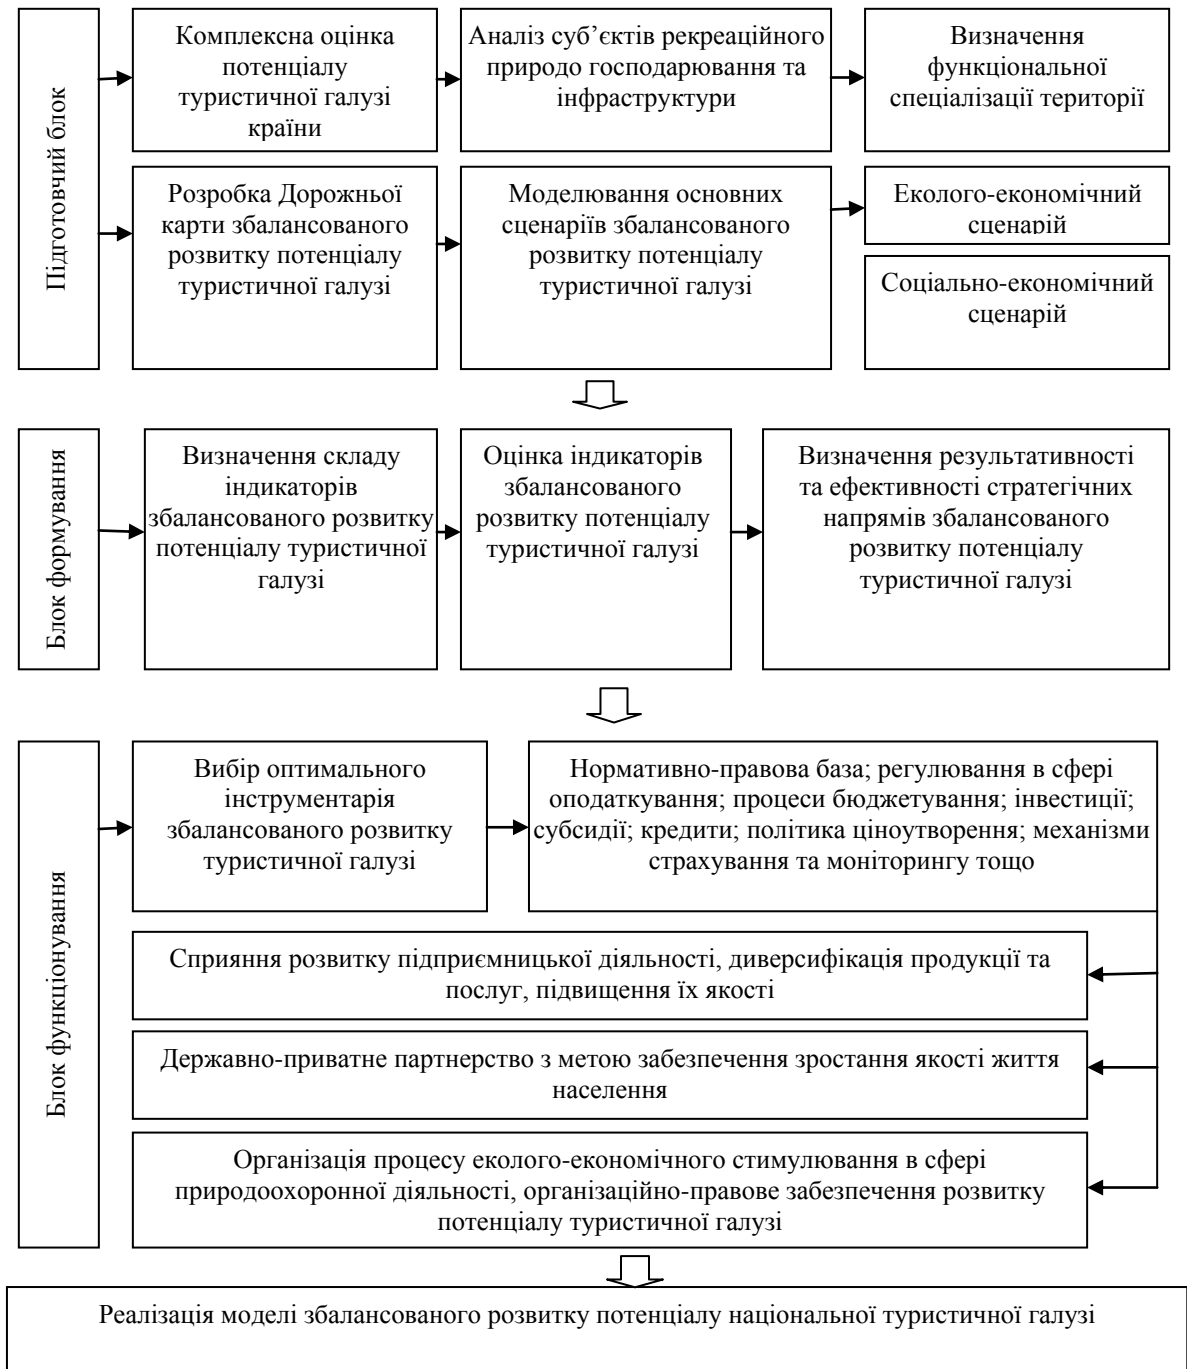 Підготовчий блок
Комплексна оцінка
потенціалу
туристичної галузі
країни
Аналіз суб’єктів рекреаційного
природо господарювання та
інфраструктури
Визначення
функціональної
спеціалізації території
Розробка Дорожньої
карти збалансованого
розвитку потенціалу
туристичної галузі
Моделювання основних
сценаріїв збалансованого
розвитку потенціалу
туристичної галузі
Еколого-економічний
сценарій
Соціально-економічний
сценарій
Блок формування
Визначення складу
індикаторів
збалансованого розвитку
потенціалу туристичної
галузі
Оцінка індикаторів
збалансованого
розвитку потенціалу
туристичної галузі
Визначення результативності
та ефективності стратегічних
напрямів збалансованого
розвитку потенціалу
туристичної галузі
Блок функціонування
Вибір оптимального
інструментарія
збалансованого розвитку
туристичної галузі
Нормативно-правова база; регулювання в сфері
оподаткування; процеси бюджетування; інвестиції;
субсидії; кредити; політика ціноутворення; механізми
страхування та моніторингу тощо
Сприяння розвитку підприємницької діяльності, диверсифікація продукції та
послуг, підвищення їх якості
Державно-приватне партнерство з метою забезпечення зростання якості життя
населення
Організація процесу еколого-економічного стимулювання в сфері
природоохоронної діяльності, організаційно-правове забезпечення розвитку
потенціалу туристичної галузі
Реалізація моделі збалансованого розвитку потенціалу національної туристичної галузі